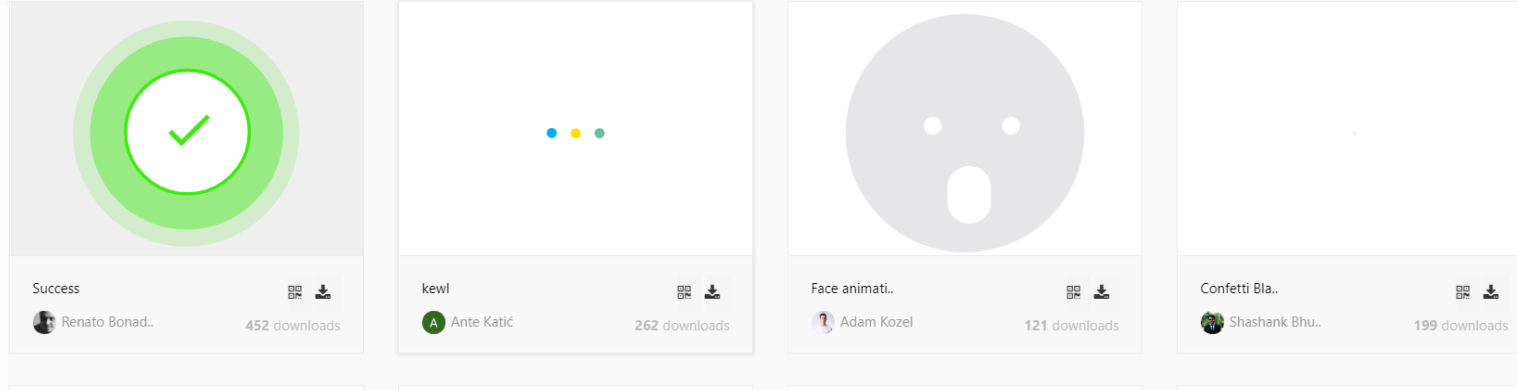 Success
Renato Bonad..
452 downloads
kewl
A
Ante Katić
262 downloads
Face animati..
Adam Kozel
121 downloads
Confetti Bla..
Shashank Bhu..
199 downloads